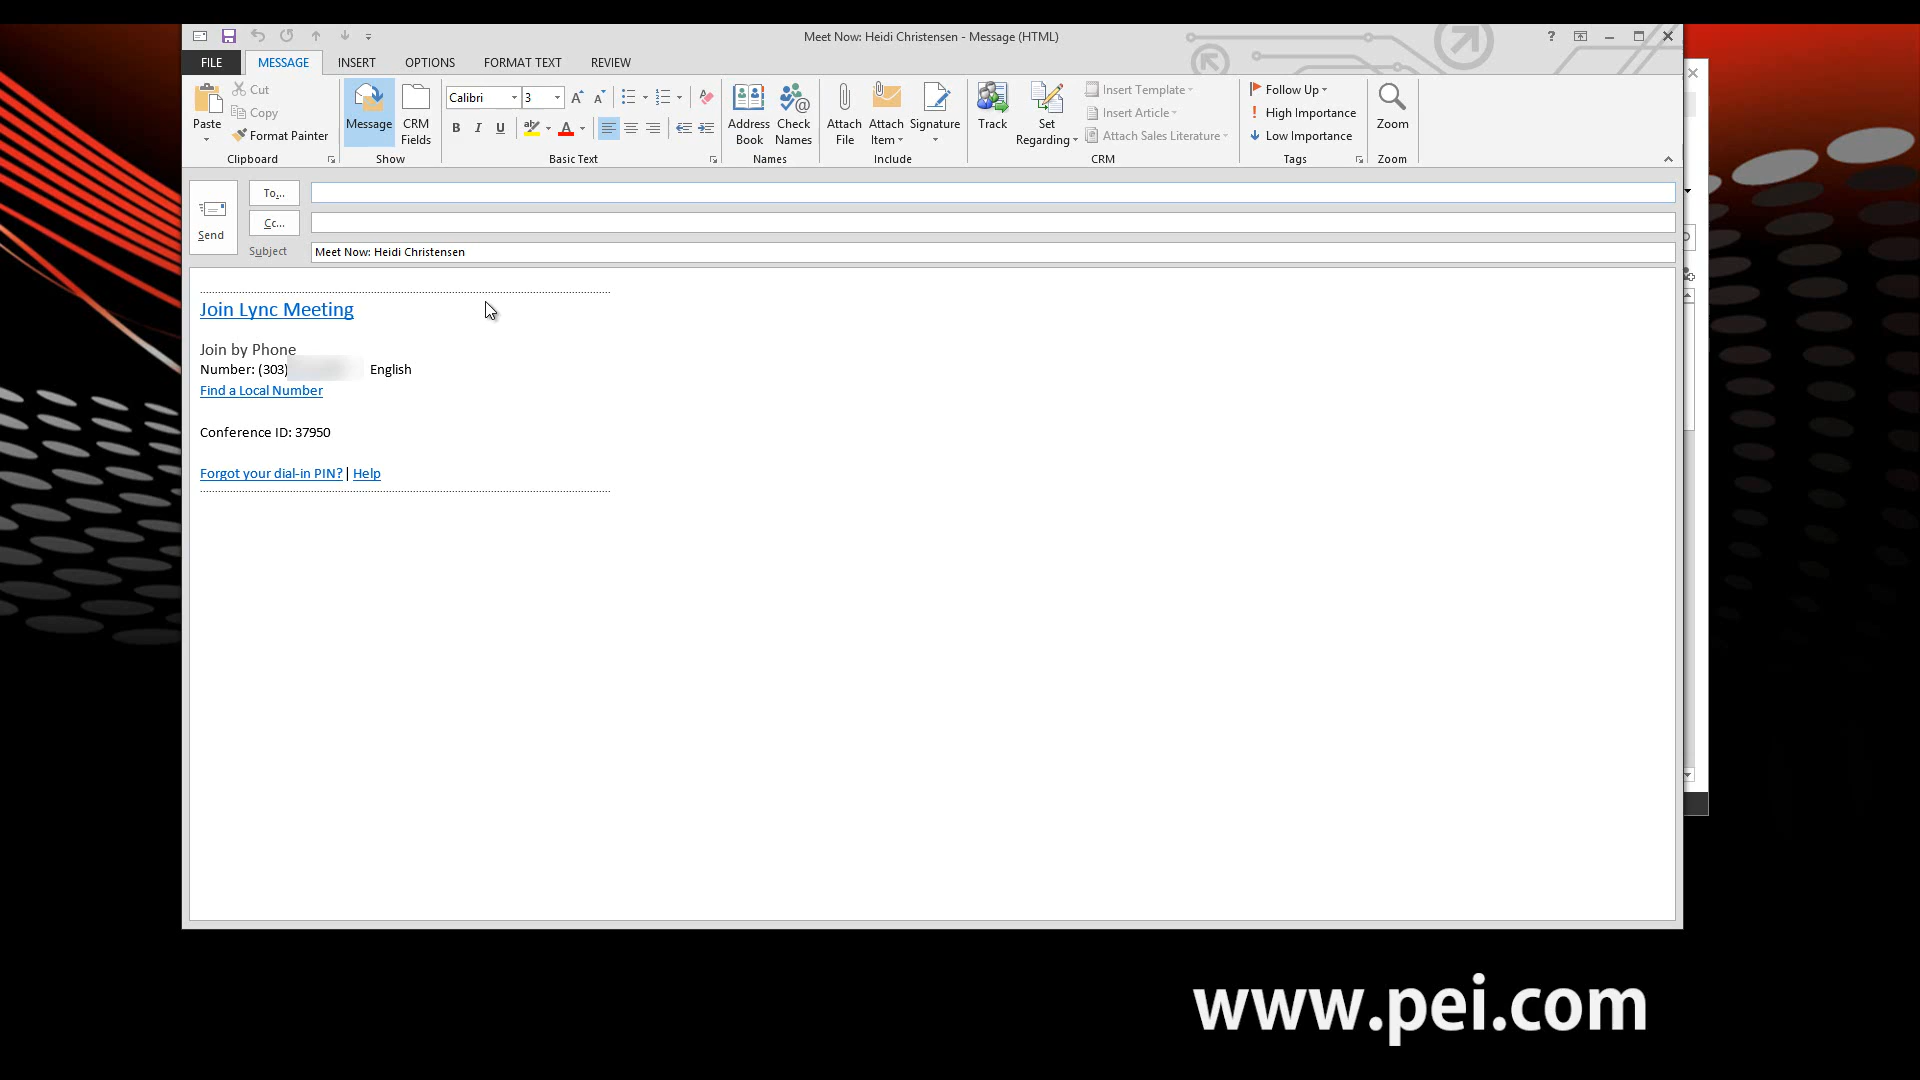 Meet Now: Heidi Christensen - Message (HTML)
FILE MESSAGE INSERT OPTIONS FORMAT TEXT REVIEW
Paste
Cut
Copy
Format Painter
Clipboard
Message
CRM Fields
Show
Calibri 3
B I U
Basic Text
Address Book
Check Names
Names
Attach File
Attach Item
Signature
Include
Track
Set Regarding
Insert Template
Insert Article
Attach Sales Literature
CRM
Follow Up
High Importance
Low Importance
Tags
Zoom
Zoom
Send
To...
Cc...
Subject Meet Now: Heidi Christensen
Join Lync Meeting
Join by Phone
Number: (303) English
Find a Local Number
Conference ID: 37950
Forgot your dial-in PIN? | Help
www.pei.com